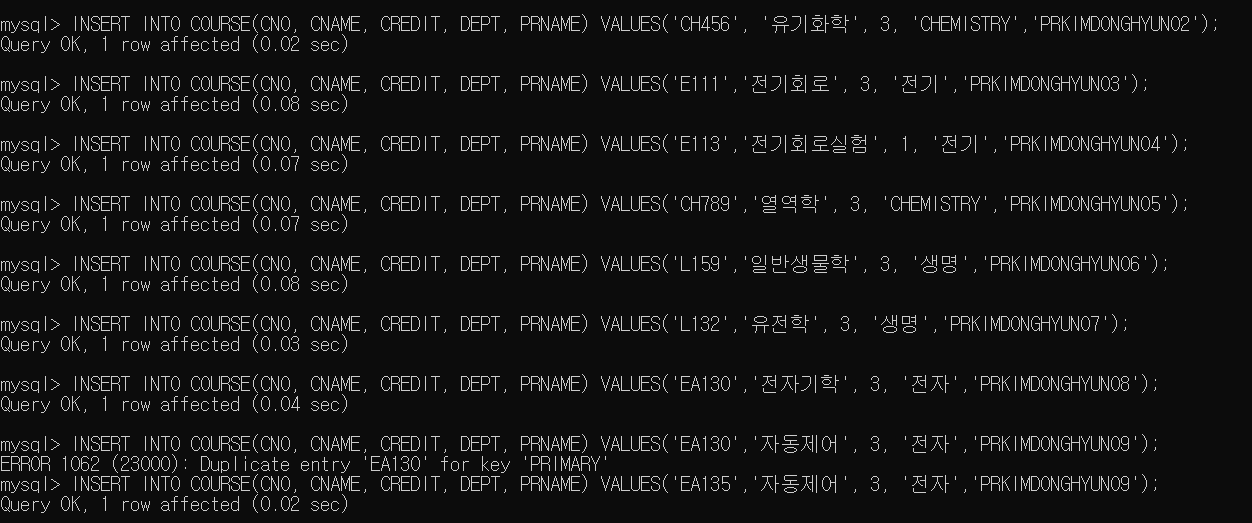 mysql> INSERT INTO COURSE(CNO, CNAME, CREDIT, DEPT, PRNAME) VALUES('CH456', '유기화학', 3, 'CHEMISTRY','PRKIMDONGHYUN02');
Query OK, 1 row affected (0.02 sec)
mysql> INSERT INTO COURSE(CNO, CNAME, CREDIT, DEPT, PRNAME) VALUES('E111','전기회로', 3, '전기','PRKIMDONGHYUN03');
Query OK, 1 row affected (0.08 sec)
mysql> INSERT INTO COURSE(CNO, CNAME, CREDIT, DEPT, PRNAME) VALUES('E113','전기회로실험', 1, '전기','PRKIMDONGHYUN04');
Query OK, 1 row affected (0.07 sec)
mysql> INSERT INTO COURSE(CNO, CNAME, CREDIT, DEPT, PRNAME) VALUES('CH789','열역학', 3, 'CHEMISTRY','PRKIMDONGHYUN05');
Query OK, 1 row affected (0.07 sec)
mysql> INSERT INTO COURSE(CNO, CNAME, CREDIT, DEPT, PRNAME) VALUES('L159','일반생물학', 3, '생명','PRKIMDONGHYUN06');
Query OK, 1 row affected (0.08 sec)
mysql> INSERT INTO COURSE(CNO, CNAME, CREDIT, DEPT, PRNAME) VALUES('L132','유전학', 3, '생명','PRKIMDONGHYUN07');
Query OK, 1 row affected (0.03 sec)
mysql> INSERT INTO COURSE(CNO, CNAME, CREDIT, DEPT, PRNAME) VALUES('EA130','전자기학', 3, '전자','PRKIMDONGHYUN08');
Query OK, 1 row affected (0.04 sec)
mysql> INSERT INTO COURSE(CNO, CNAME, CREDIT, DEPT, PRNAME) VALUES('EA130','자동제어', 3, '전자','PRKIMDONGHYUN09');
ERROR 1062 (23000): Duplicate entry 'EA130' for key 'PRIMARY'
mysql> INSERT INTO COURSE(CNO, CNAME, CREDIT, DEPT, PRNAME) VALUES('EA135','자동제어', 3, '전자','PRKIMDONGHYUN09');
Query OK, 1 row affected (0.02 sec)